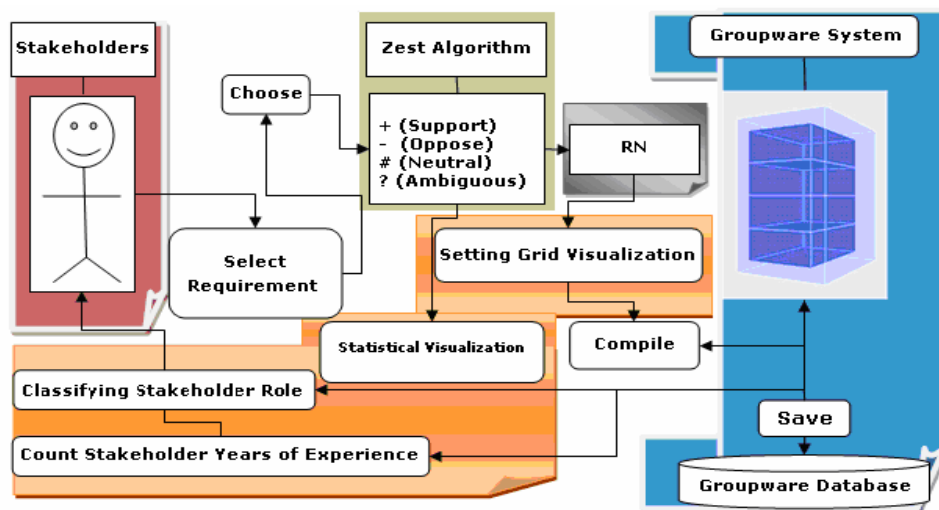 Stakeholders
Zest Algorithm
Groupware System
Choose
+ (Support)
- (Oppose)
# (Neutral)
? (Ambiguous)
RN
Select
Requirement
Setting Grid Visualization
Statistical Visualization
Compile
Classifying Stakeholder Role
Save
Count Stakeholder Years of Experience
Groupware Database